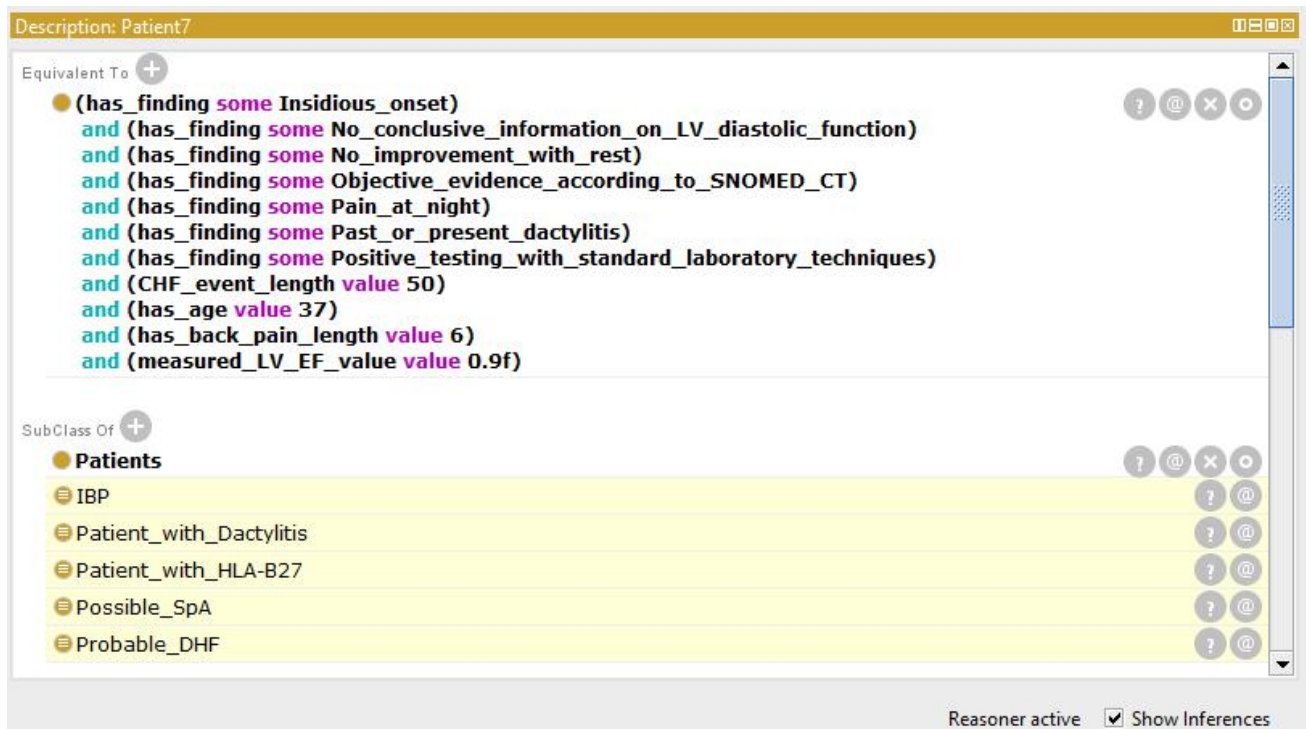 Description: Patient7
Equivalent To
(has_finding some Insidious_onset)
and (has_finding some No_conclusive_information_on_LV_diastolic_function)
and (has_finding some No_improvement_with_rest)
and (has_finding some Objective_evidence_according_to_SNOMED_CT)
and (has_finding some Pain_at_night)
and (has_finding some Past_or_present_dactylitis)
and (has_finding some Positive_testing_with_standard_laboratory_techniques)
and (CHF_event_length value 50)
and (has_age value 37)
and (has_back_pain_length value 6)
and (measured_LV_EF_value value 0.9f)
SubClass Of
Patients
IBP
Patient_with_Dactylitis
Patient_with_HLA-B27
Possible_SpA
Probable_DHF
Reasoner active Show Inferences